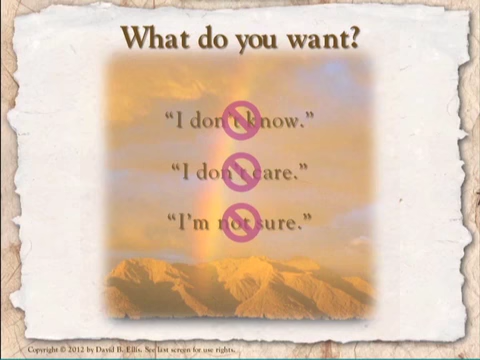 What do you want?
“I don’t know.”
“I don’t care.”
“I’m not sure.”
Copyright © 2012 by David B. Ellis. See last screen for use rights.